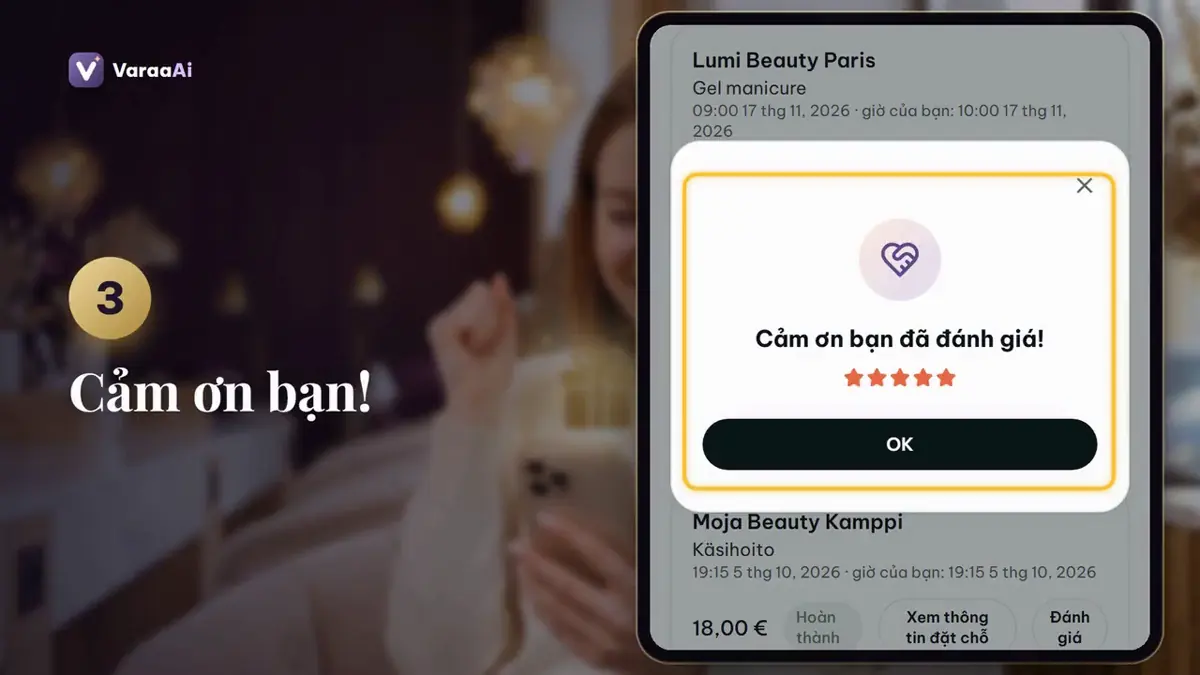 VaraaAi
3
Cảm ơn bạn!
Lumi Beauty Paris
Gel manicure
09:00 17 thg 11, 2026 · giờ của bạn: 10:00 17 thg 11,
2026
Cảm ơn bạn đã đánh giá!
OK
Moja Beauty Kamppi
Käsihoito
19:15 5 thg 10, 2026 · giờ của bạn: 19:15 5 thg 10, 2026
18,00 €
Hoàn
thành
Xem thông
tin đặt chỗ
Đánh
giá